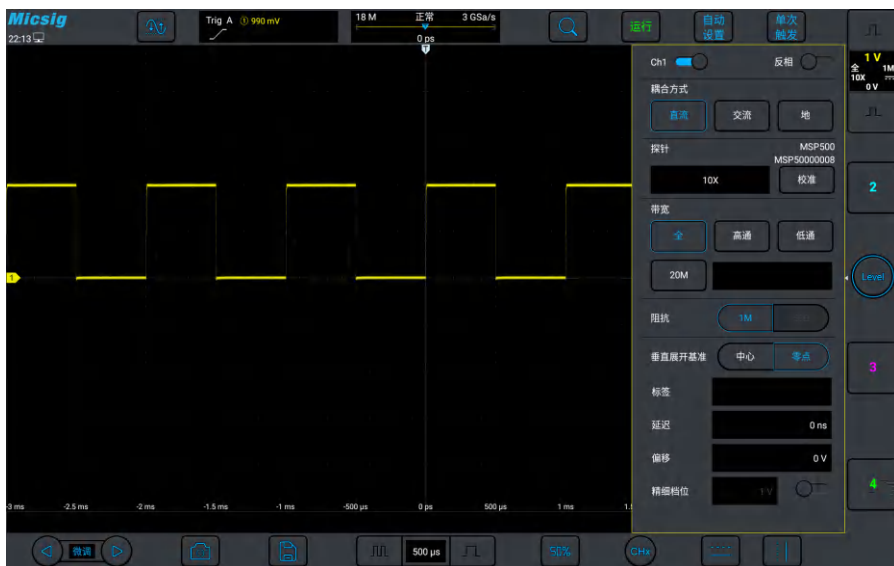 Micsig
22:13
Trig A ① 990 mV
18 M 正常 3 GSa/s
0 ps
T
运行
自动
设置
单次
触发
Ch1 反相
耦合方式
直流 交流 地
探针 MSP500
MSP50000008
10X 校准
带宽
全 高通 低通
20M
阻抗 1M
垂直展开基准 中心 零点
标签
延迟 0 ns
偏移 0 V
精细档位 1 V
1 V
全 1M
10X
0 V
2
Level
3
4
1
-3 ms -2.5 ms -2 ms -1.5 ms -1 ms -500 μs 0 ps 500 μs 1 ms
微调 500 μs 50% CHx